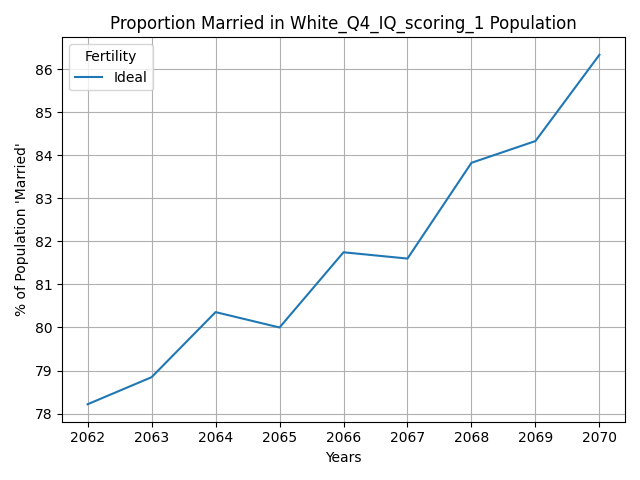 Proportion Married in White_Q4_IQ_scoring_1 Population
Fertility
Ideal
% of Population 'Married'
86
85
84
83
82
81
80
79
78
2062 2063 2064 2065 2066 2067 2068 2069 2070
Years